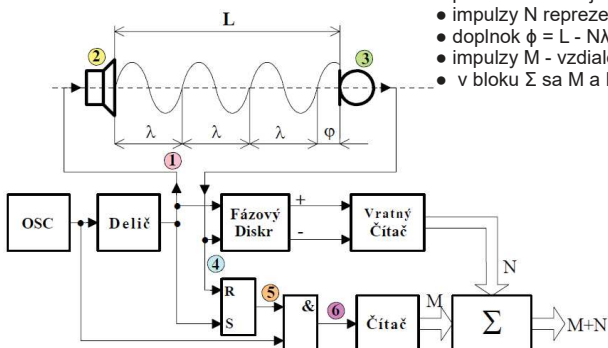 ● impulzy N repreze
● doplnok ϕ = L - Nλ
● impulzy M - vzdiale
● v bloku Σ sa M a
L
2
3
λ
λ
λ
φ
1
OSC
Delič
Fázový
Diskr
+
-
Vratný
Čítač
N
4
R
S
5
&
6
Čítač
M
Σ
M+N